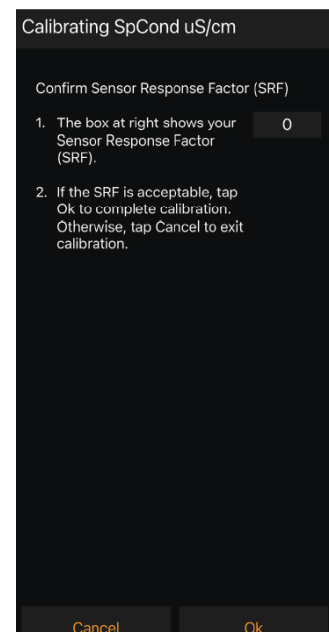 Calibrating SpCond uS/cm
Confirm Sensor Response Factor (SRF)
1. The box at right shows your
0
Sensor Response Factor
(SRF).
2. If the SRF is acceptable, tap
Ok to complete calibration.
Otherwise, tap Cancel to exit
calibration.
Cancel
Ok